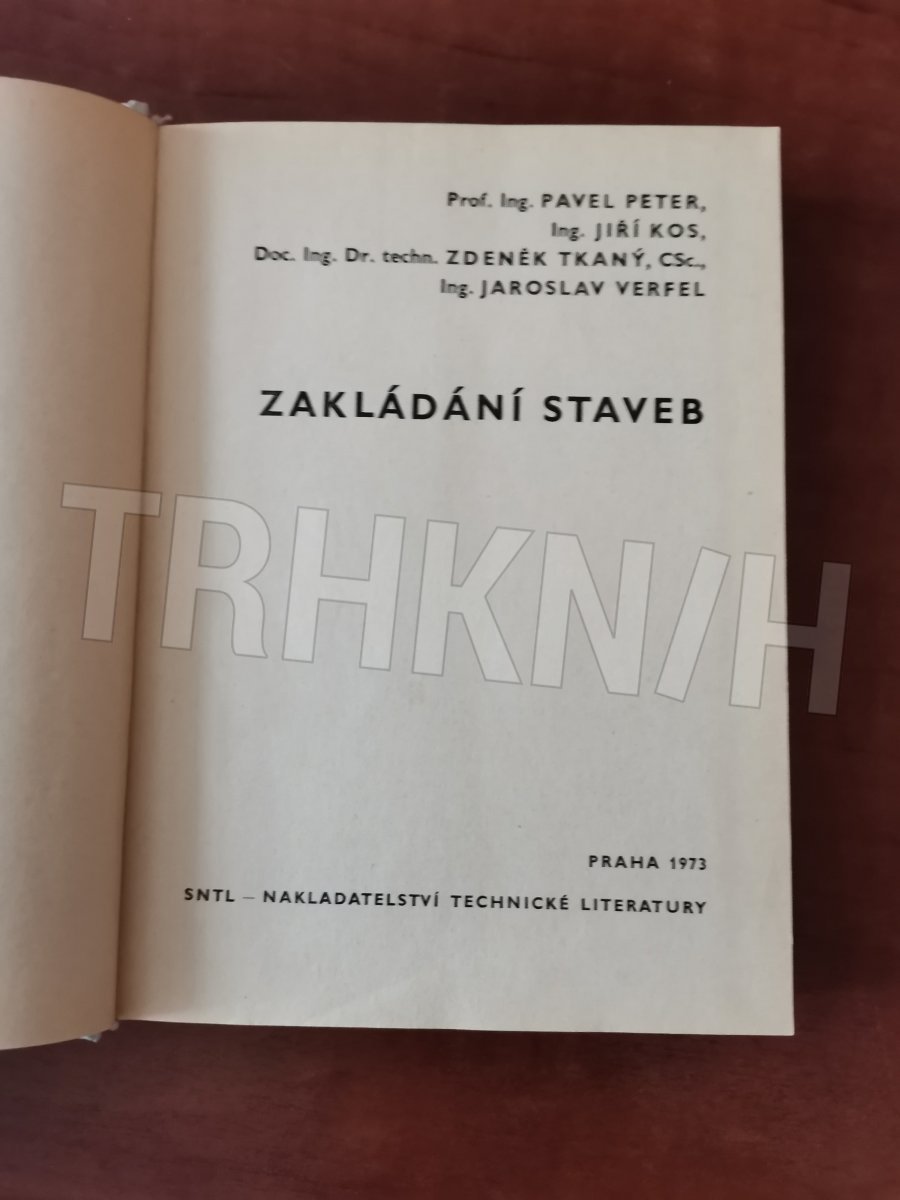 Prof. Ing. PAVEL PETER,
Ing. JIŘÍ KOS,
Doc. Ing. Dr. techn. ZDENĚK TKANÝ, CSc.,
Ing. JAROSLAV VERFEL
ZAKLÁDÁNÍ STAVEB
TRHKN/H
PRAHA 1973
SNTL – NAKLADATELSTVÍ TECHNICKÉ LITERATURY